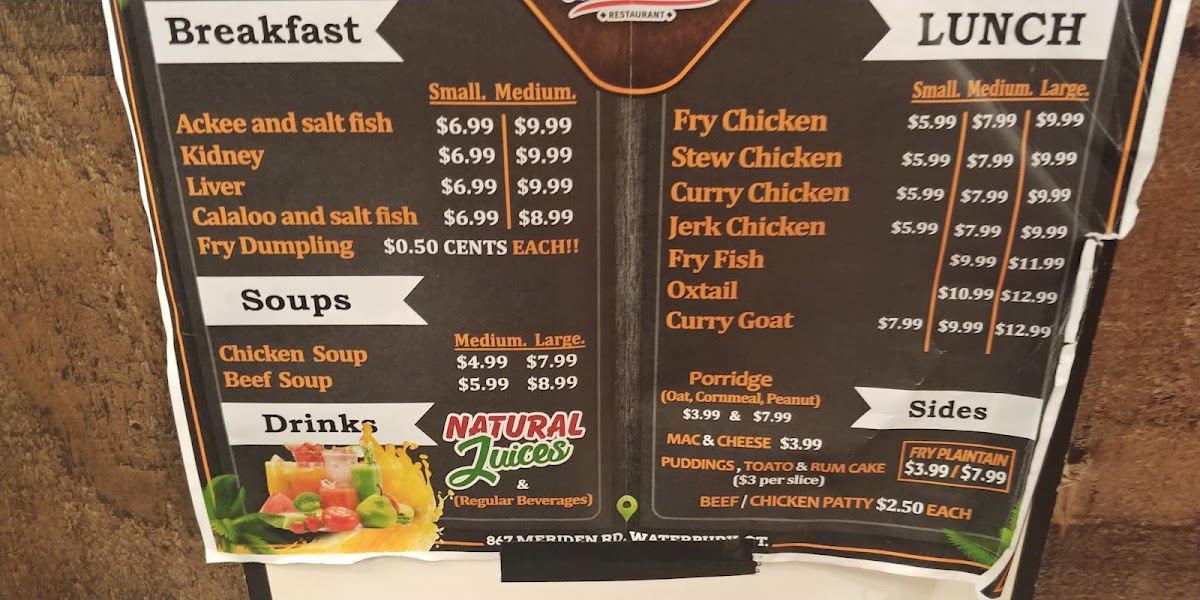 RESTAURANT
Breakfast
Small. Medium.
Ackee and salt fish $6.99 $9.99
Kidney $6.99 $9.99
Liver $6.99 $9.99
Calaloo and salt fish $6.99 $8.99
Fry Dumpling $0.50 CENTS EACH!!
Soups
Medium. Large.
Chicken Soup $4.99 $7.99
Beef Soup $5.99 $8.99
Drinks
NATURAL
Juices
&
(Regular Beverages)
LUNCH
Small. Medium. Large.
Fry Chicken $5.99 $7.99 $9.99
Stew Chicken $5.99 $7.99 $9.99
Curry Chicken $5.99 $7.99 $9.99
Jerk Chicken $5.99 $7.99 $9.99
Fry Fish $9.99 $11.99
Oxtail $10.99 $12.99
Curry Goat $7.99 $9.99 $12.99
Porridge
(Oat, Cornmeal, Peanut)
$3.99 & $7.99
Sides
MAC & CHEESE $3.99
PUDDINGS, TOATO & RUM CAKE
($3 per slice)
FRY PLAINTAIN
$3.99 / $7.99
BEEF / CHICKEN PATTY $2.50 EACH
867 MERIDEN RD. WATERBURY CT.